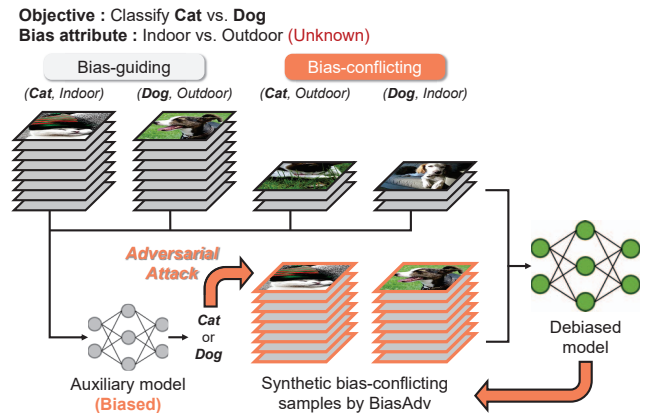 Objective : Classify Cat vs. Dog
Bias attribute : Indoor vs. Outdoor (Unknown)
Bias-guiding
Bias-conflicting
(Cat, Indoor)
(Dog, Outdoor)
(Cat, Outdoor)
(Dog, Indoor)
Adversarial
Attack
Cat
or
Dog
Auxiliary model
(Biased)
Synthetic bias-conflicting
samples by BiasAdv
Debiased
model